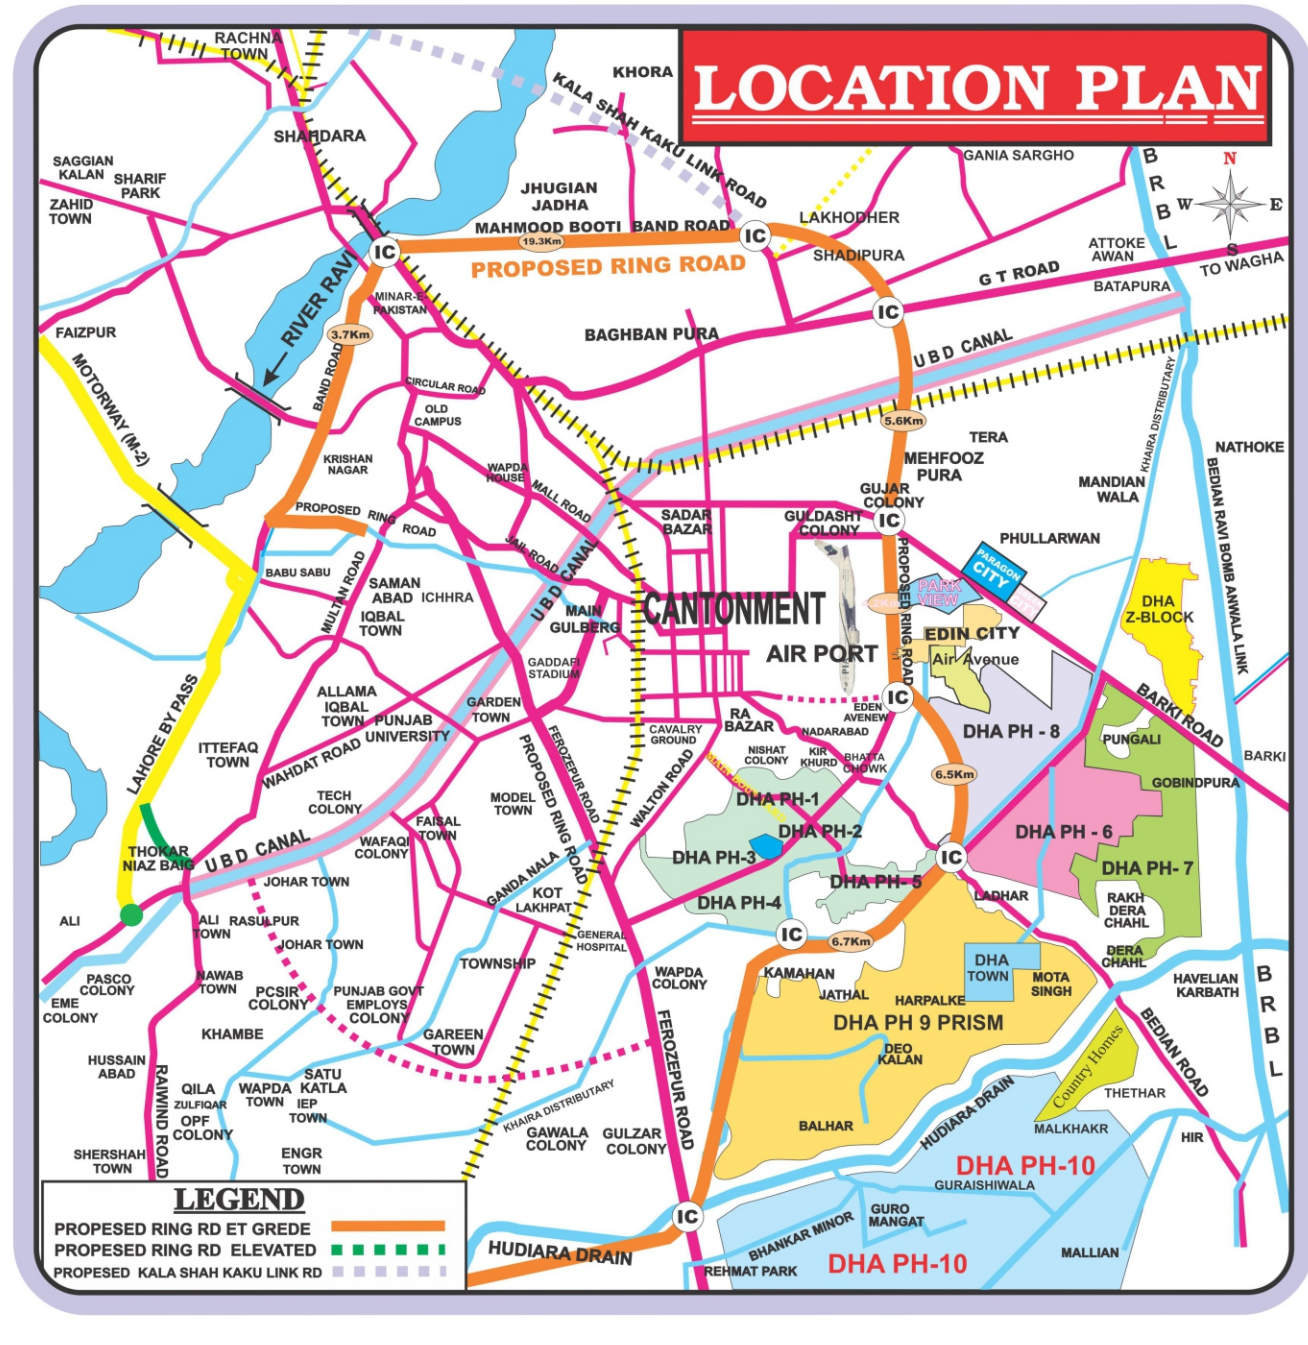 LOCATION PLAN
RACHNA
TOWN
KHORA
KALA SHAH KAKU LINK ROAD
SHAHDARA
SAGGIAN
KALAN
SHARIF
PARK
ZAHID
TOWN
JHUGIAN
JADHA
MAHMOOD BOOTI BAND ROAD
19.3Km
PROPOSED RING ROAD
IC
IC
LAKHODHER
SHADIPURA
GANIA SARGHO
B
R
B
L
N
W
E
S
ATTOKE
AWAN
TO WAGHA
G T ROAD
BATAPURA
IC
RIVER RAVI
MINAR-E-
PAKISTAN
3.7Km
BAND ROAD
FAIZPUR
MOTORWAY (M-2)
BAGHBAN PURA
UBD CANAL
CIRCULAR ROAD
OLD
CAMPUS
5.6Km
KHAIRA DISTRIBUTARY
TERA
MEHFOOZ
PURA
NATHOKE
KRISHAN
NAGAR
WAPDA
HOUSE
MALL ROAD
MANDIAN
WALA
GUJAR
COLONY
PROPOSED RING ROAD
SADAR
BAZAR
GULDASHT
COLONY
IC
BEDIAN RAVI BOMB ANWALA LINK
JAIL ROAD
PHULLARWAN
PARAGON
CITY
BABU SABU
MULTAN ROAD
SAMAN
ABAD
ICHHRA
IQBAL
TOWN
UBD CANAL
MAIN
GULBERG
CANTONMENT
PROPOSED RING ROAD
PARK
VIEW
CITY
DHA
Z-BLOCK
EDIN CITY
Air Avenue
AIR PORT
GADDAFI
STADIUM
LAHORE BY PASS
ALLAMA
IQBAL
TOWN
PUNJAB
UNIVERSITY
GARDEN
TOWN
IC
EDEN
AVENEW
RA
BAZAR
CAVALRY
GROUND
NADARABAD
DHA PH - 8
BARKI ROAD
PUNGALI
BARKI
ITTEFAQ
TOWN
WAHDAT ROAD
PROPOSED RING ROAD
FEROZEPUR ROAD
WALTON ROAD
NISHAT
COLONY
KIR
KHURD
BHATTA
CHOWK
6.5Km
GOBINDPURA
TECH
COLONY
MODEL
TOWN
DHA PH-1
FAISAL
TOWN
WAFAQI
COLONY
DHA PH-2
DHA PH - 6
THOKAR
NIAZ BAIG
UBD CANAL
DHA PH-3
IC
DHA PH- 7
JOHAR TOWN
GANDA NALA
KOT
LAKHPAT
DHA PH- 5
DHA PH-4
LADHAR
RAKH
DERA
CHAHL
ALI
ALI
TOWN
RASULPUR
JOHAR TOWN
GENERAL
HOSPITAL
IC
6.7Km
DERA
CHAHL
PASCO
COLONY
NAWAB
TOWN
TOWNSHIP
WAPDA
COLONY
KAMAHAN
DHA
TOWN
MOTA
SINGH
HAVELIAN
KARBATH
B
R
B
L
EME
COLONY
PCSIR
COLONY
PUNJAB GOVT
EMPLOYS
COLONY
JATHAL
HARPALKE
DHA PH 9 PRISM
KHAMBE
GAREEN
TOWN
FEROZEPUR ROAD
DEO
KALAN
BEDIAN ROAD
Country Homes
HUSSAIN
ABAD
RAIWIND ROAD
SATU
KATLA
QILA
ZULFIQAR
WAPDA
TOWN
IEP
TOWN
OPF
COLONY
KHAIRA DISTRIBUTARY
THETHAR
HUDIARA DRAIN
BALHAR
MALKHAKR
HIR
GAWALA
COLONY
GULZAR
COLONY
SHERSHAH
TOWN
ENGR
TOWN
DHA PH-10
GURAISHIWALA
IC
GURO
MANGAT
BHANKAR MINOR
HUDIARA DRAIN
REHMAT PARK
DHA PH-10
MALLIAN
LEGEND
PROPESED RING RD ET GREDE
PROPESED RING RD ELEVATED
PROPESED KALA SHAH KAKU LINK RD